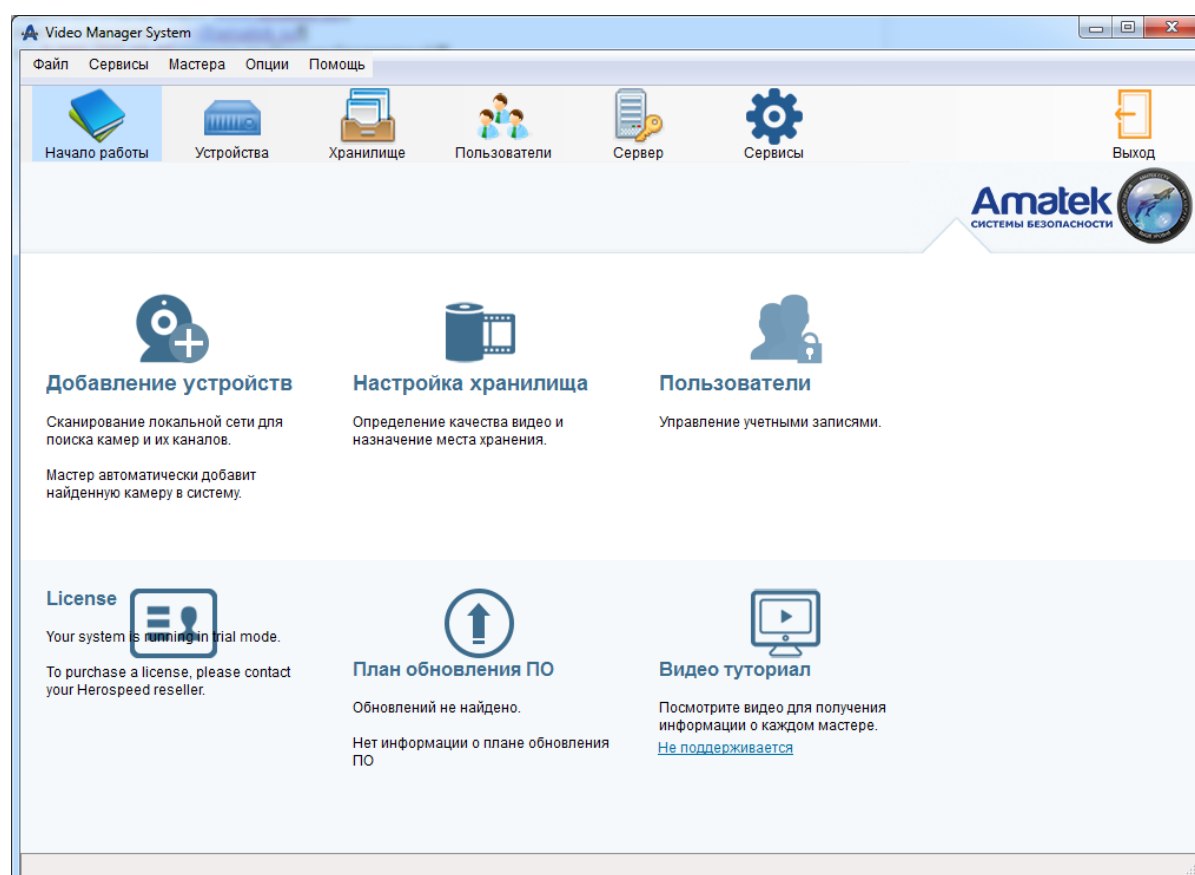 Video Manager System
Файл Сервисы Мастера Опции Помощь
Начало работы Устройства Хранилище Пользователи Сервер Сервисы Выход
Amatek
СИСТЕМЫ БЕЗОПАСНОСТИ
Добавление устройств
Сканирование локальной сети для
поиска камер и их каналов.
Мастер автоматически добавит
найденную камеру в систему.
Настройка хранилища
Определение качества видео и
назначение места хранения.
Пользователи
Управление учетными записями.
License
Your system is running in trial mode.
To purchase a license, please contact
your Herospeed reseller.
План обновления ПО
Обновлений не найдено.
Нет информации о плане обновления
ПО
Видео туториал
Посмотрите видео для получения
информации о каждом мастере.
Не поддерживается